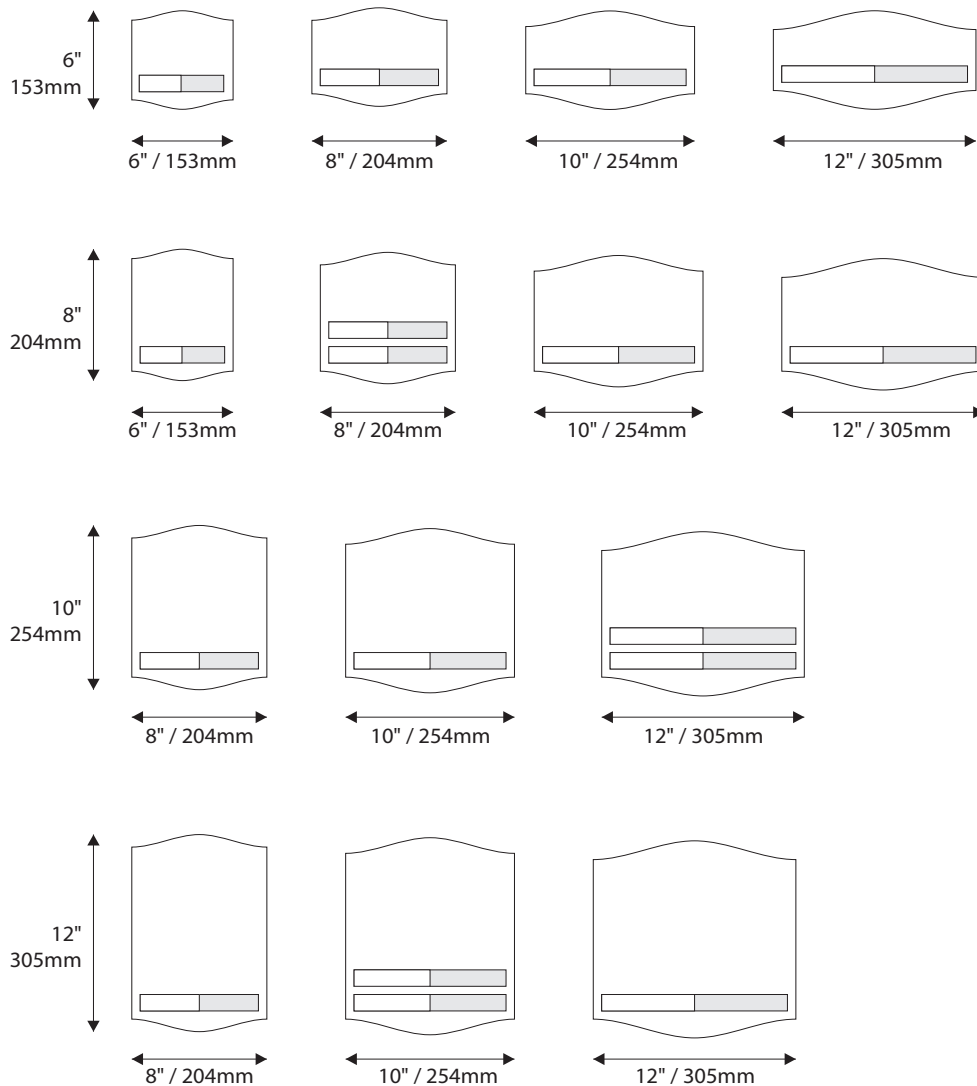 6"
153mm
6" / 153mm
8" / 204mm
10" / 254mm
12" / 305mm
8"
204mm
6" / 153mm
8" / 204mm
10" / 254mm
12" / 305mm
10"
254mm
8" / 204mm
10" / 254mm
12" / 305mm
12"
305mm
8" / 204mm
10" / 254mm
12" / 305mm